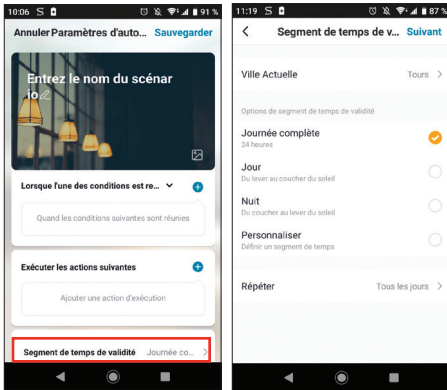 10:06 S 91 %
Annuler Paramètres d'auto... Sauvegarder
Entrez le nom du scénar
io
Lorsque l'une des conditions est re...
Quand les conditions suivantes sont réunies
Exécuter les actions suivantes
Ajouter une action d'exécution
Segment de temps de validité Journée co...
11:19 S 87 %
Segment de temps de v... Suivant
Ville Actuelle Tours
Options de segment de temps de validité
Journée complète
24 heures
Jour
Du lever au coucher du soleil
Nuit
Du coucher au lever du soleil
Personnaliser
Définir un segment de temps
Répéter Tous les jours